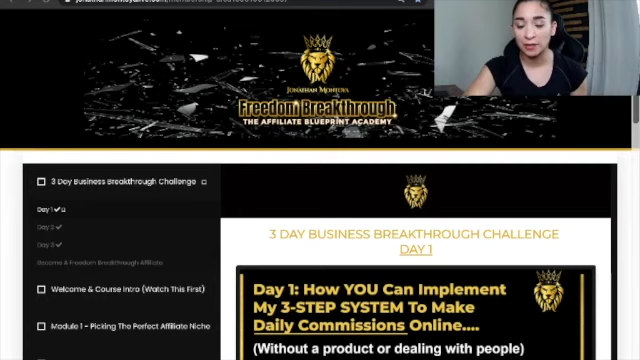 JONATHAN MONTOYA
Freedom Breakthrough
THE AFFILIATE BLUEPRINT ACADEMY
3 Day Business Breakthrough Challenge
Day 1
Day 2
Day 3
Become A Freedom Breakthrough Affiliate
Welcome & Course Intro (Watch This First)
Module 1 - Picking The Perfect Affiliate Niche
3 DAY BUSINESS BREAKTHROUGH CHALLENGE
DAY 1
Day 1: How YOU Can Implement
My 3-STEP SYSTEM To Make
Daily Commissions Online....
(Without a product or dealing with people)